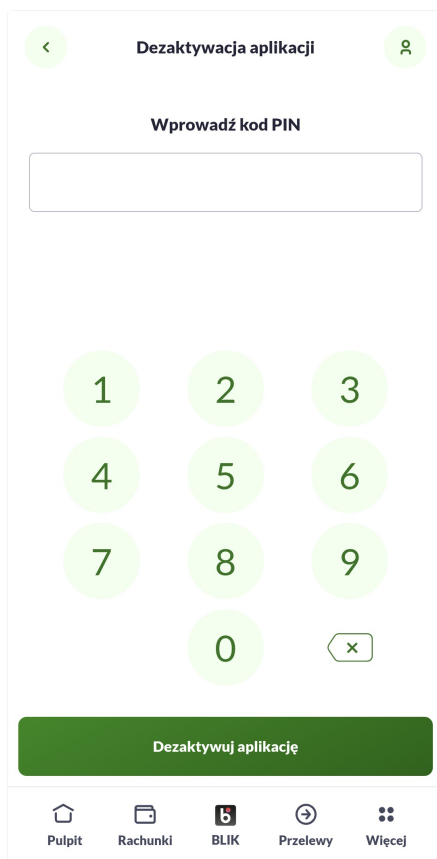 Dezaktywacja aplikacji
Wprowadź kod PIN
1 2 3
4 5 6
7 8 9
0
Dezaktywuj aplikację
Pulpit Rachunki BLIK Przelewy Więcej